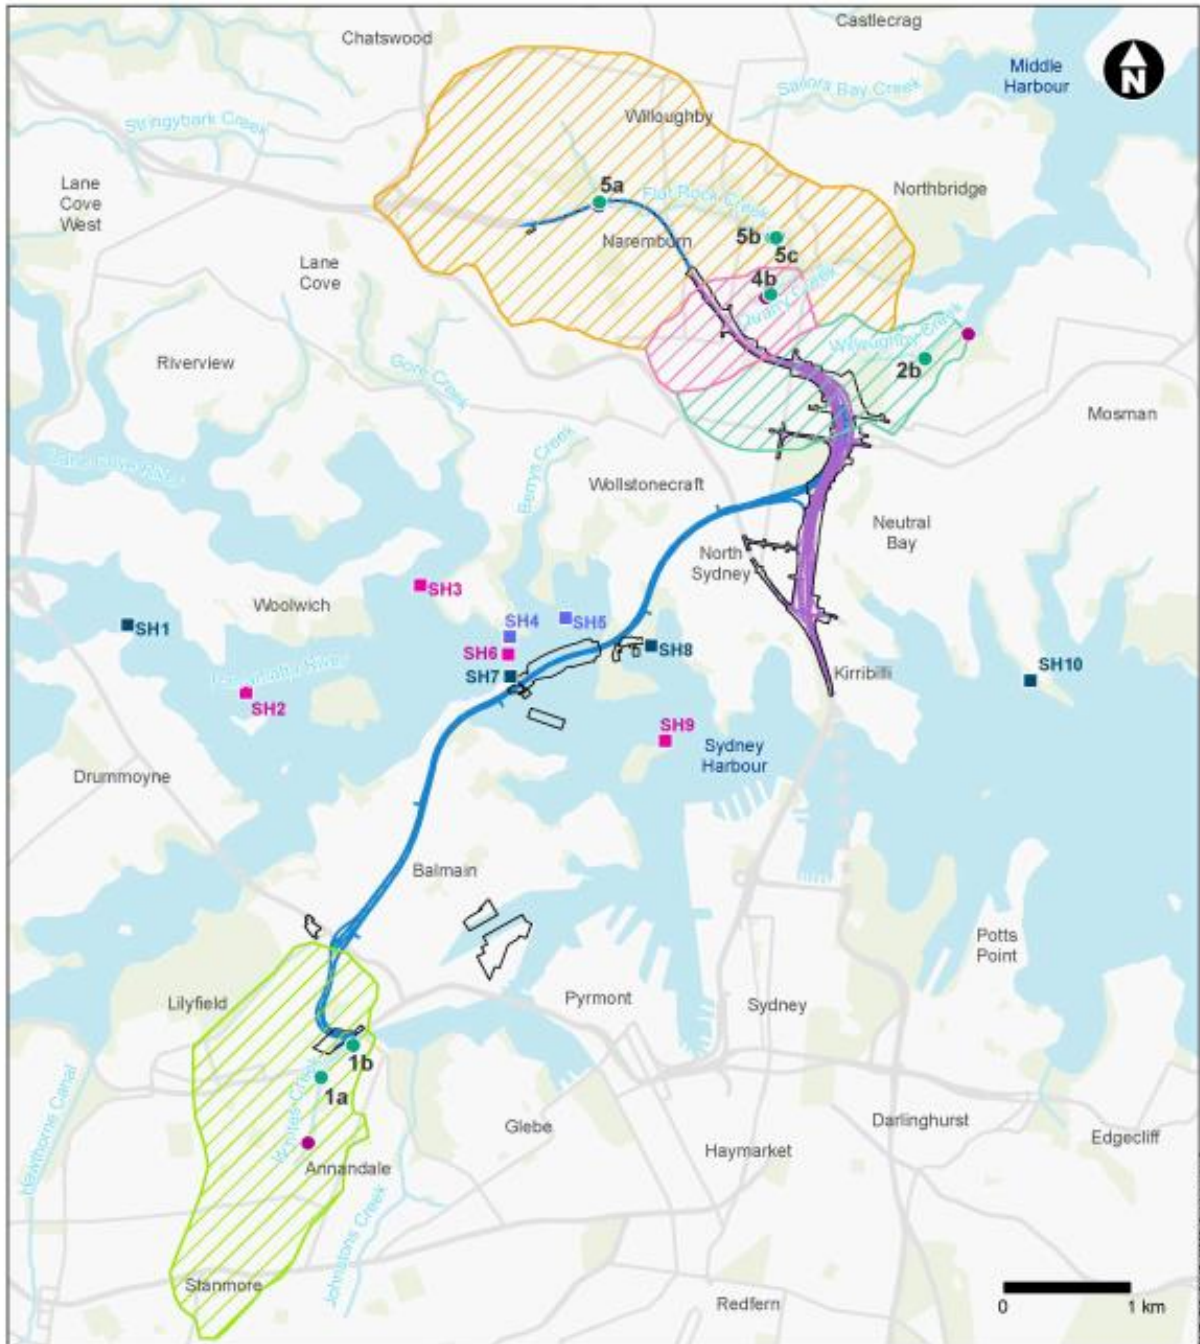 Castlecrag
Chatswood
N
Middle
Harbour
Sailors Bay Creek
Willoughby
Stringybark Creek
Lane
Cove
West
5a
Flat Rock Creek
Northbridge
5b
Naremburn
5c
Lane
Cove
4b
Quarry Creek
Willoughby Creek
Riverview
2b
Gore Creek
Mosman
Lane Cove River
Berrys Creek
Wollstonecraft
Neutral
Bay
North
Sydney
SH3
Woolwich
SH4
SH5
SH1
SH6
SH8
SH7
SH10
Kirribilli
SH2
SH9
Sydney
Harbour
Drummoyne
Balmain
Potts
Point
Lilyfield
Pyrmont
Sydney
1b
1a
Whites Creek
Hawthorne Canal
Glebe
Darlinghurst
Edgecliff
Haymarket
Annandale
Johnstons Creek
Stanmore
Redfern
0 1 km